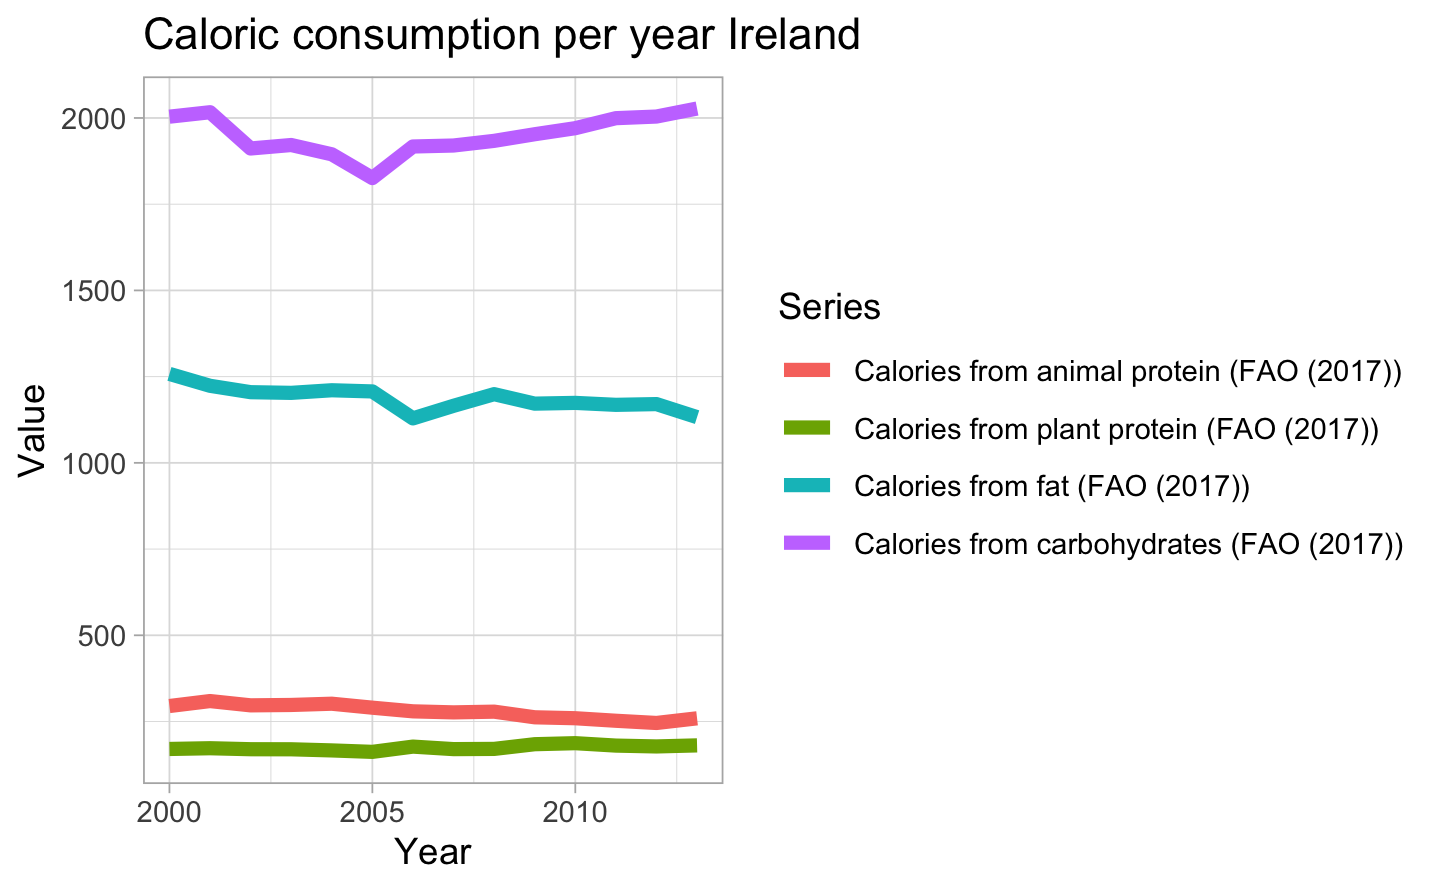 Caloric consumption per year Ireland
2000
1500
1000
500
Value
2000 2005 2010
Year
Series
Calories from animal protein (FAO (2017))
Calories from plant protein (FAO (2017))
Calories from fat (FAO (2017))
Calories from carbohydrates (FAO (2017))